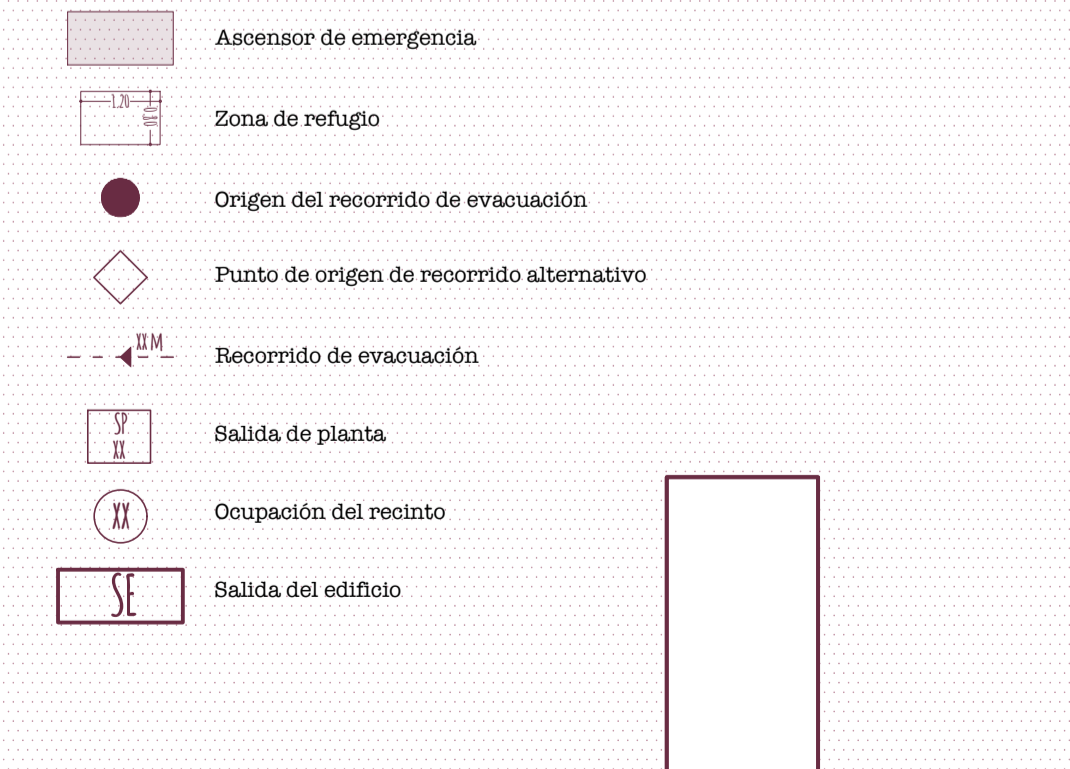 Ascensor de emergencia
1.20
0.80
Zona de refugio
Origen del recorrido de evacuación
Punto de origen de recorrido alternativo
XX M
Recorrido de evacuación
SP
XX
Salida de planta
XX
Ocupación del recinto
SE
Salida del edificio